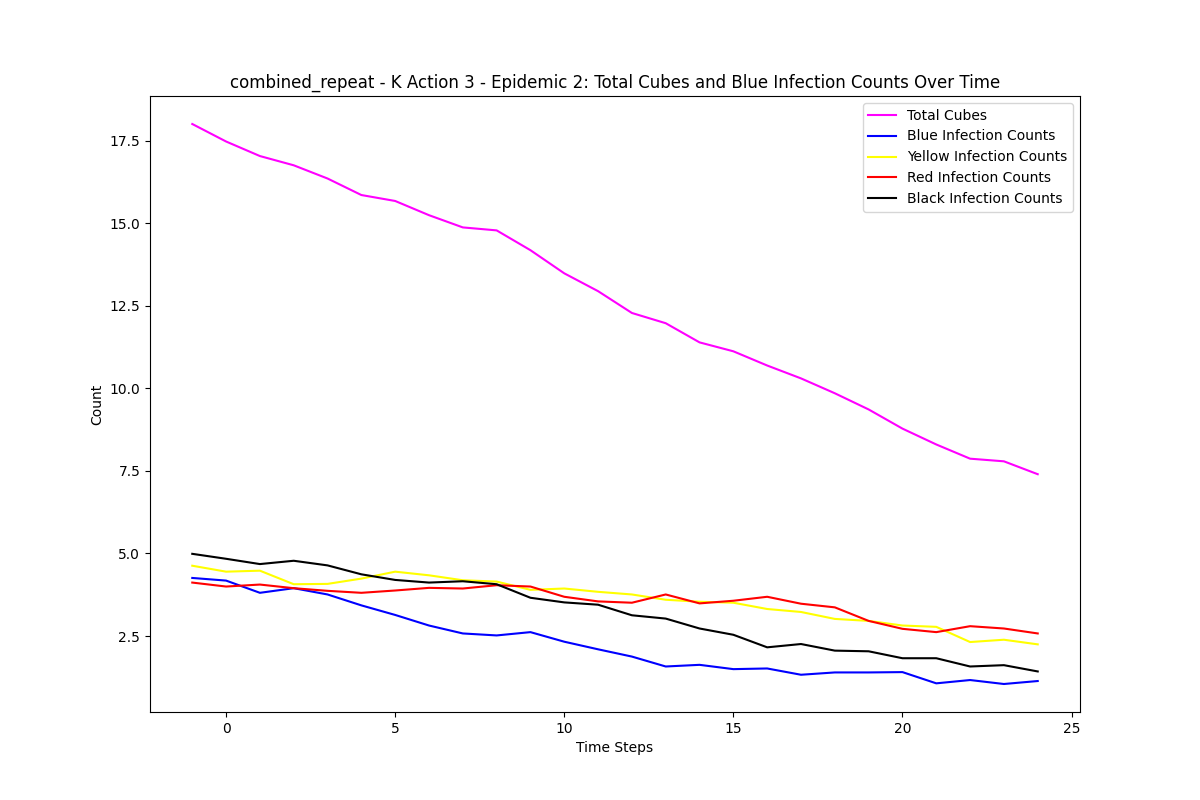 combined_repeat - K Action 3 - Epidemic 2: Total Cubes and Blue Infection Counts Over Time
Total Cubes
Blue Infection Counts
Yellow Infection Counts
Red Infection Counts
Black Infection Counts
17.5
15.0
12.5
10.0
7.5
5.0
2.5
Count
0
5
10
15
20
25
Time Steps